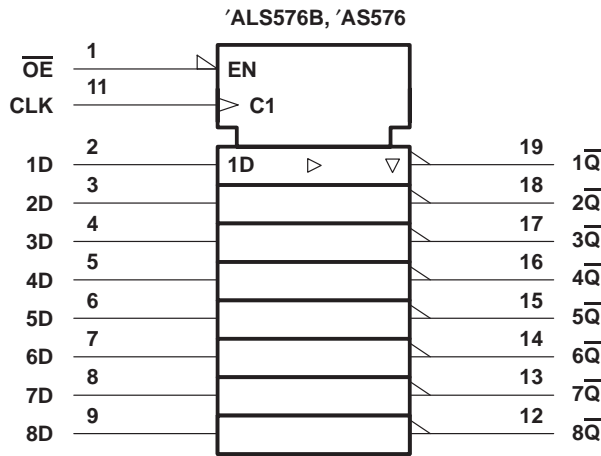 ′ALS576B, ′AS576
O̅E̅ 1 EN
CLK 11 C1
1D 2 1D 19 1Q̅
2D 3 18 2Q̅
3D 4 17 3Q̅
4D 5 16 4Q̅
5D 6 15 5Q̅
6D 7 14 6Q̅
7D 8 13 7Q̅
8D 9 12 8Q̅